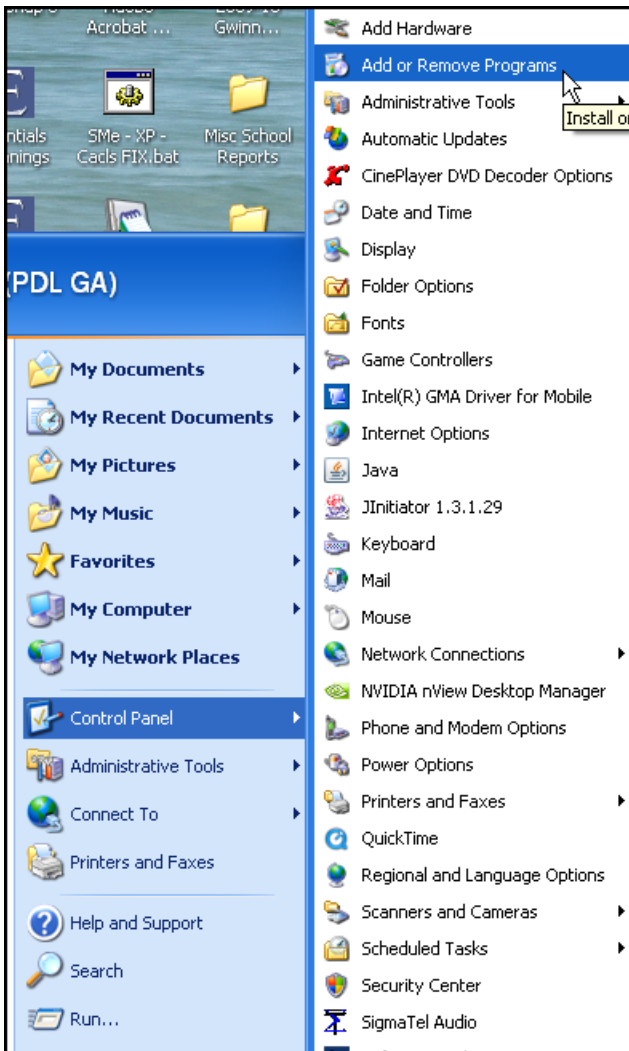 Acrobat ...
Gwinn...
ntials
nnings
SMe - XP -
Cacls FIX.bat
Misc School
Reports
(PDL GA)
My Documents
My Recent Documents
My Pictures
My Music
Favorites
My Computer
My Network Places
Control Panel
Administrative Tools
Connect To
Printers and Faxes
Help and Support
Search
Run...
Add Hardware
Add or Remove Programs
Install or
Administrative Tools
Automatic Updates
CinePlayer DVD Decoder Options
Date and Time
Display
Folder Options
Fonts
Game Controllers
Intel(R) GMA Driver for Mobile
Internet Options
Java
JInitiator 1.3.1.29
Keyboard
Mail
Mouse
Network Connections
NVIDIA nView Desktop Manager
Phone and Modem Options
Power Options
Printers and Faxes
QuickTime
Regional and Language Options
Scanners and Cameras
Scheduled Tasks
Security Center
SigmaTel Audio